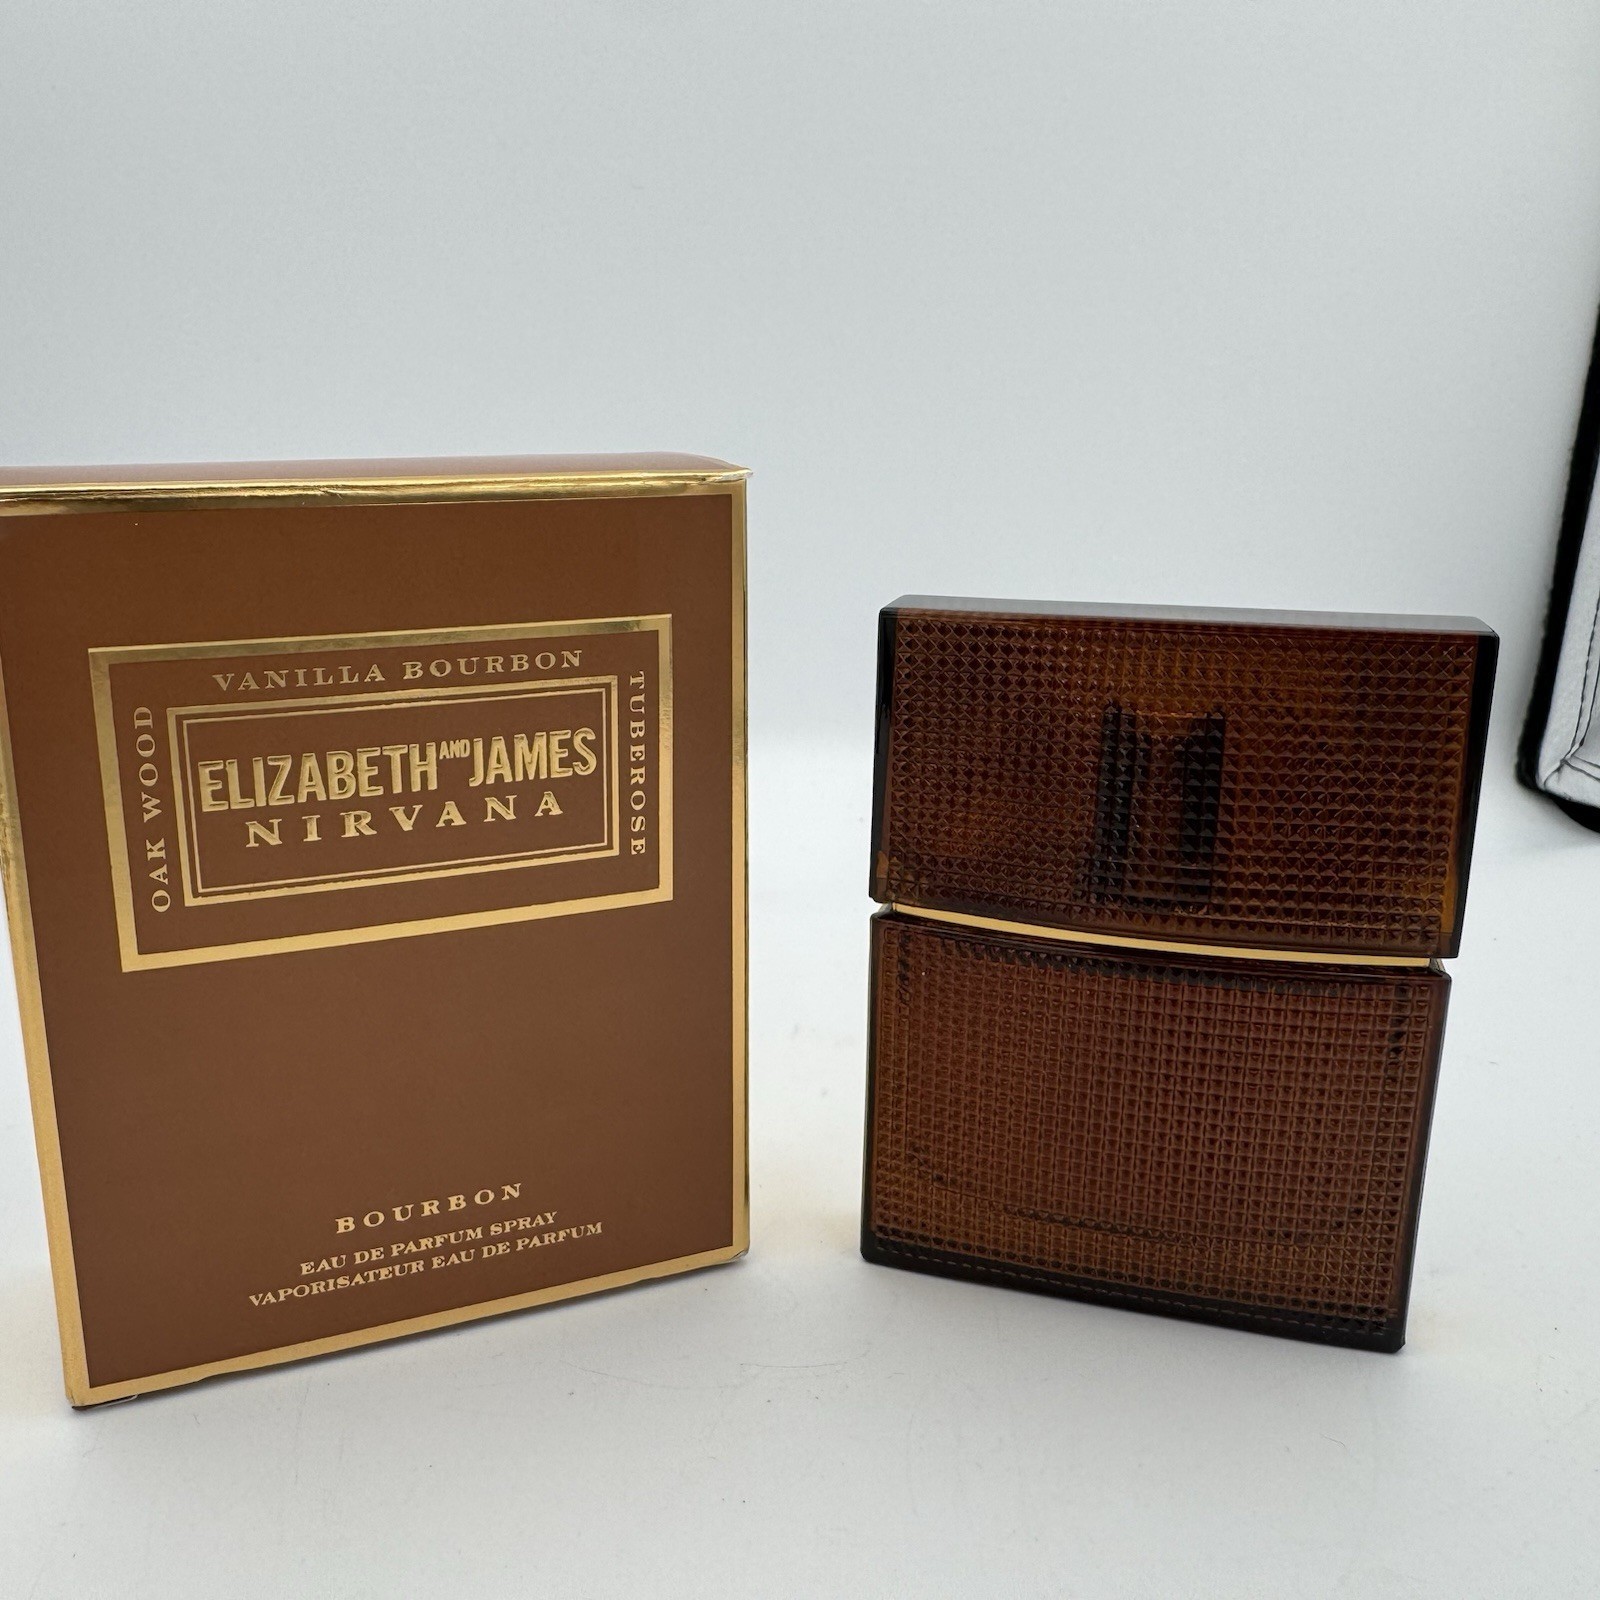 VANILLA BOURBON
OAK WOOD
ELIZABETH AND JAMES
NIRVANA
TUBEROSE
BOURBON
EAU DE PARFUM SPRAY
VAPORISATEUR EAU DE PARFUM